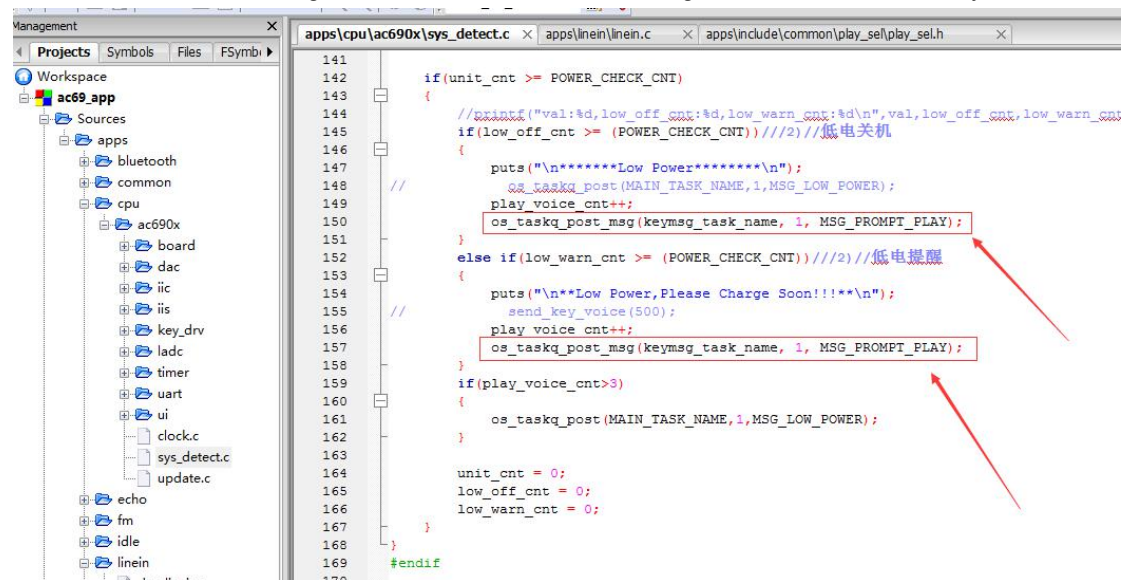 Management
Projects Symbols Files FSymb
Workspace
ac69_app
Sources
apps
bluetooth
common
cpu
ac690x
board
dac
iic
iis
key_drv
ladc
timer
uart
ui
clock.c
sys_detect.c
update.c
echo
fm
idle
linein
apps\cpu\ac690x\sys_detect.c apps\linein\linein.c apps\include\common\play_sel\play_sel.h
141
142 if(unit_cnt >= POWER_CHECK_CNT)
143 {
144 //printf("val:%d,low_off_cnt:%d,low_warn_cnt:%d\n",val,low_off_cnt,low_warn_cnt
145 if(low_off_cnt >= (POWER_CHECK_CNT))///2)//低电关机
146 {
147 puts("\n*******Low Power********\n");
148 // os_taskq_post(MAIN_TASK_NAME,1,MSG_LOW_POWER);
149 play_voice_cnt++;
150 os_taskq_post_msg(keymsg_task_name, 1, MSG_PROMPT_PLAY);
151 }
152 else if(low_warn_cnt >= (POWER_CHECK_CNT))///2)//低电提醒
153 {
154 puts("\n**Low Power,Please Charge Soon!!!**\n");
155 // send_key_voice(500);
156 play_voice_cnt++;
157 os_taskq_post_msg(keymsg_task_name, 1, MSG_PROMPT_PLAY);
158 }
159 if(play_voice_cnt>3)
160 {
161 os_taskq_post(MAIN_TASK_NAME,1,MSG_LOW_POWER);
162 }
163
164 unit_cnt = 0;
165 low_off_cnt = 0;
166 low_warn_cnt = 0;
167 }
168 }
169 #endif